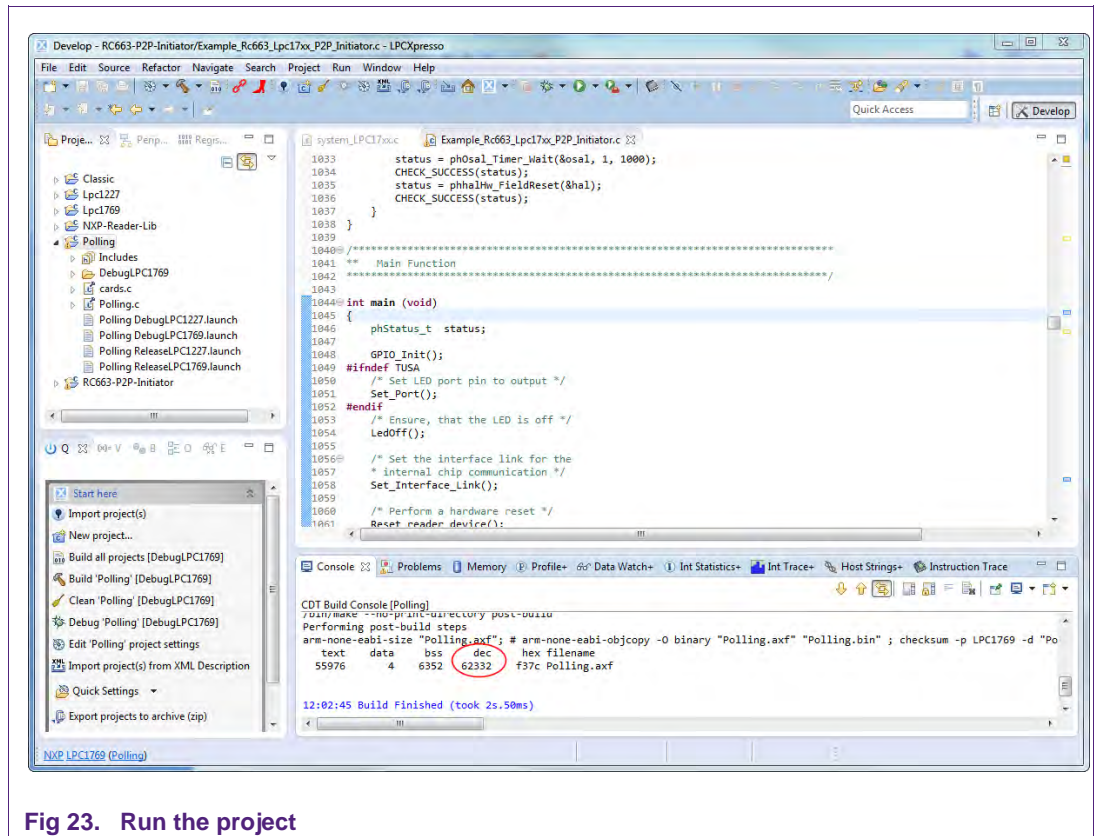 Develop - RC663-P2P-Initiator/Example_Rc663_Lpc17xx_P2P_Initiator.c - LPCXpresso
File Edit Source Refactor Navigate Search Project Run Window Help
Quick Access
Develop
Proje... Perip... Regis...
Classic
Lpc1227
Lpc1769
NXP-Reader-Lib
Polling
Includes
DebugLPC1769
cards.c
Polling.c
Polling DebugLPC1227.launch
Polling DebugLPC1769.launch
Polling ReleaseLPC1227.launch
Polling ReleaseLPC1769.launch
RC663-P2P-Initiator
system_LPC17xx.c Example_Rc663_Lpc17xx_P2P_Initiator.c
1033 status = phOsal_Timer_Wait(&osal, 1, 1000);
1034 CHECK_SUCCESS(status);
1035 status = phhalHw_FieldReset(&hal);
1036 CHECK_SUCCESS(status);
1037 }
1038 }
1039
1040 /*******************************************************************************
1041 ** Main Function
1042 *******************************************************************************/
1043
1044 int main (void)
1045 {
1046 phStatus_t status;
1047
1048 GPIO_Init();
1049 #ifndef TUSA
1050 /* Set LED port pin to output */
1051 Set_Port();
1052 #endif
1053 /* Ensure, that the LED is off */
1054 LedOff();
1055
1056 /* Set the interface link for the
1057 * internal chip communication */
1058 Set_Interface_Link();
1059
1060 /* Perform a hardware reset */
1061 Reset_reader_device();
Q V B O E
Start here
Import project(s)
New project...
Build all projects [DebugLPC1769]
Build 'Polling' [DebugLPC1769]
Clean 'Polling' [DebugLPC1769]
Debug 'Polling' [DebugLPC1769]
Edit 'Polling' project settings
Import project(s) from XML Description
Quick Settings
Export projects to archive (zip)
Console Problems Memory Profile+ Data Watch+ Int Statistics+ Int Trace+ Host Strings+ Instruction Trace
CDT Build Console [Polling]
/bin/make --no-print-directory post-build
Performing post-build steps
arm-none-eabi-size "Polling.axf"; # arm-none-eabi-objcopy -O binary "Polling.axf" "Polling.bin" ; checksum -p LPC1769 -d "Po
text data bss dec hex filename
55976 4 6352 62332 f37c Polling.axf
12:02:45 Build Finished (took 2s.50ms)
NXP LPC1769 (Polling)
Fig 23. Run the project